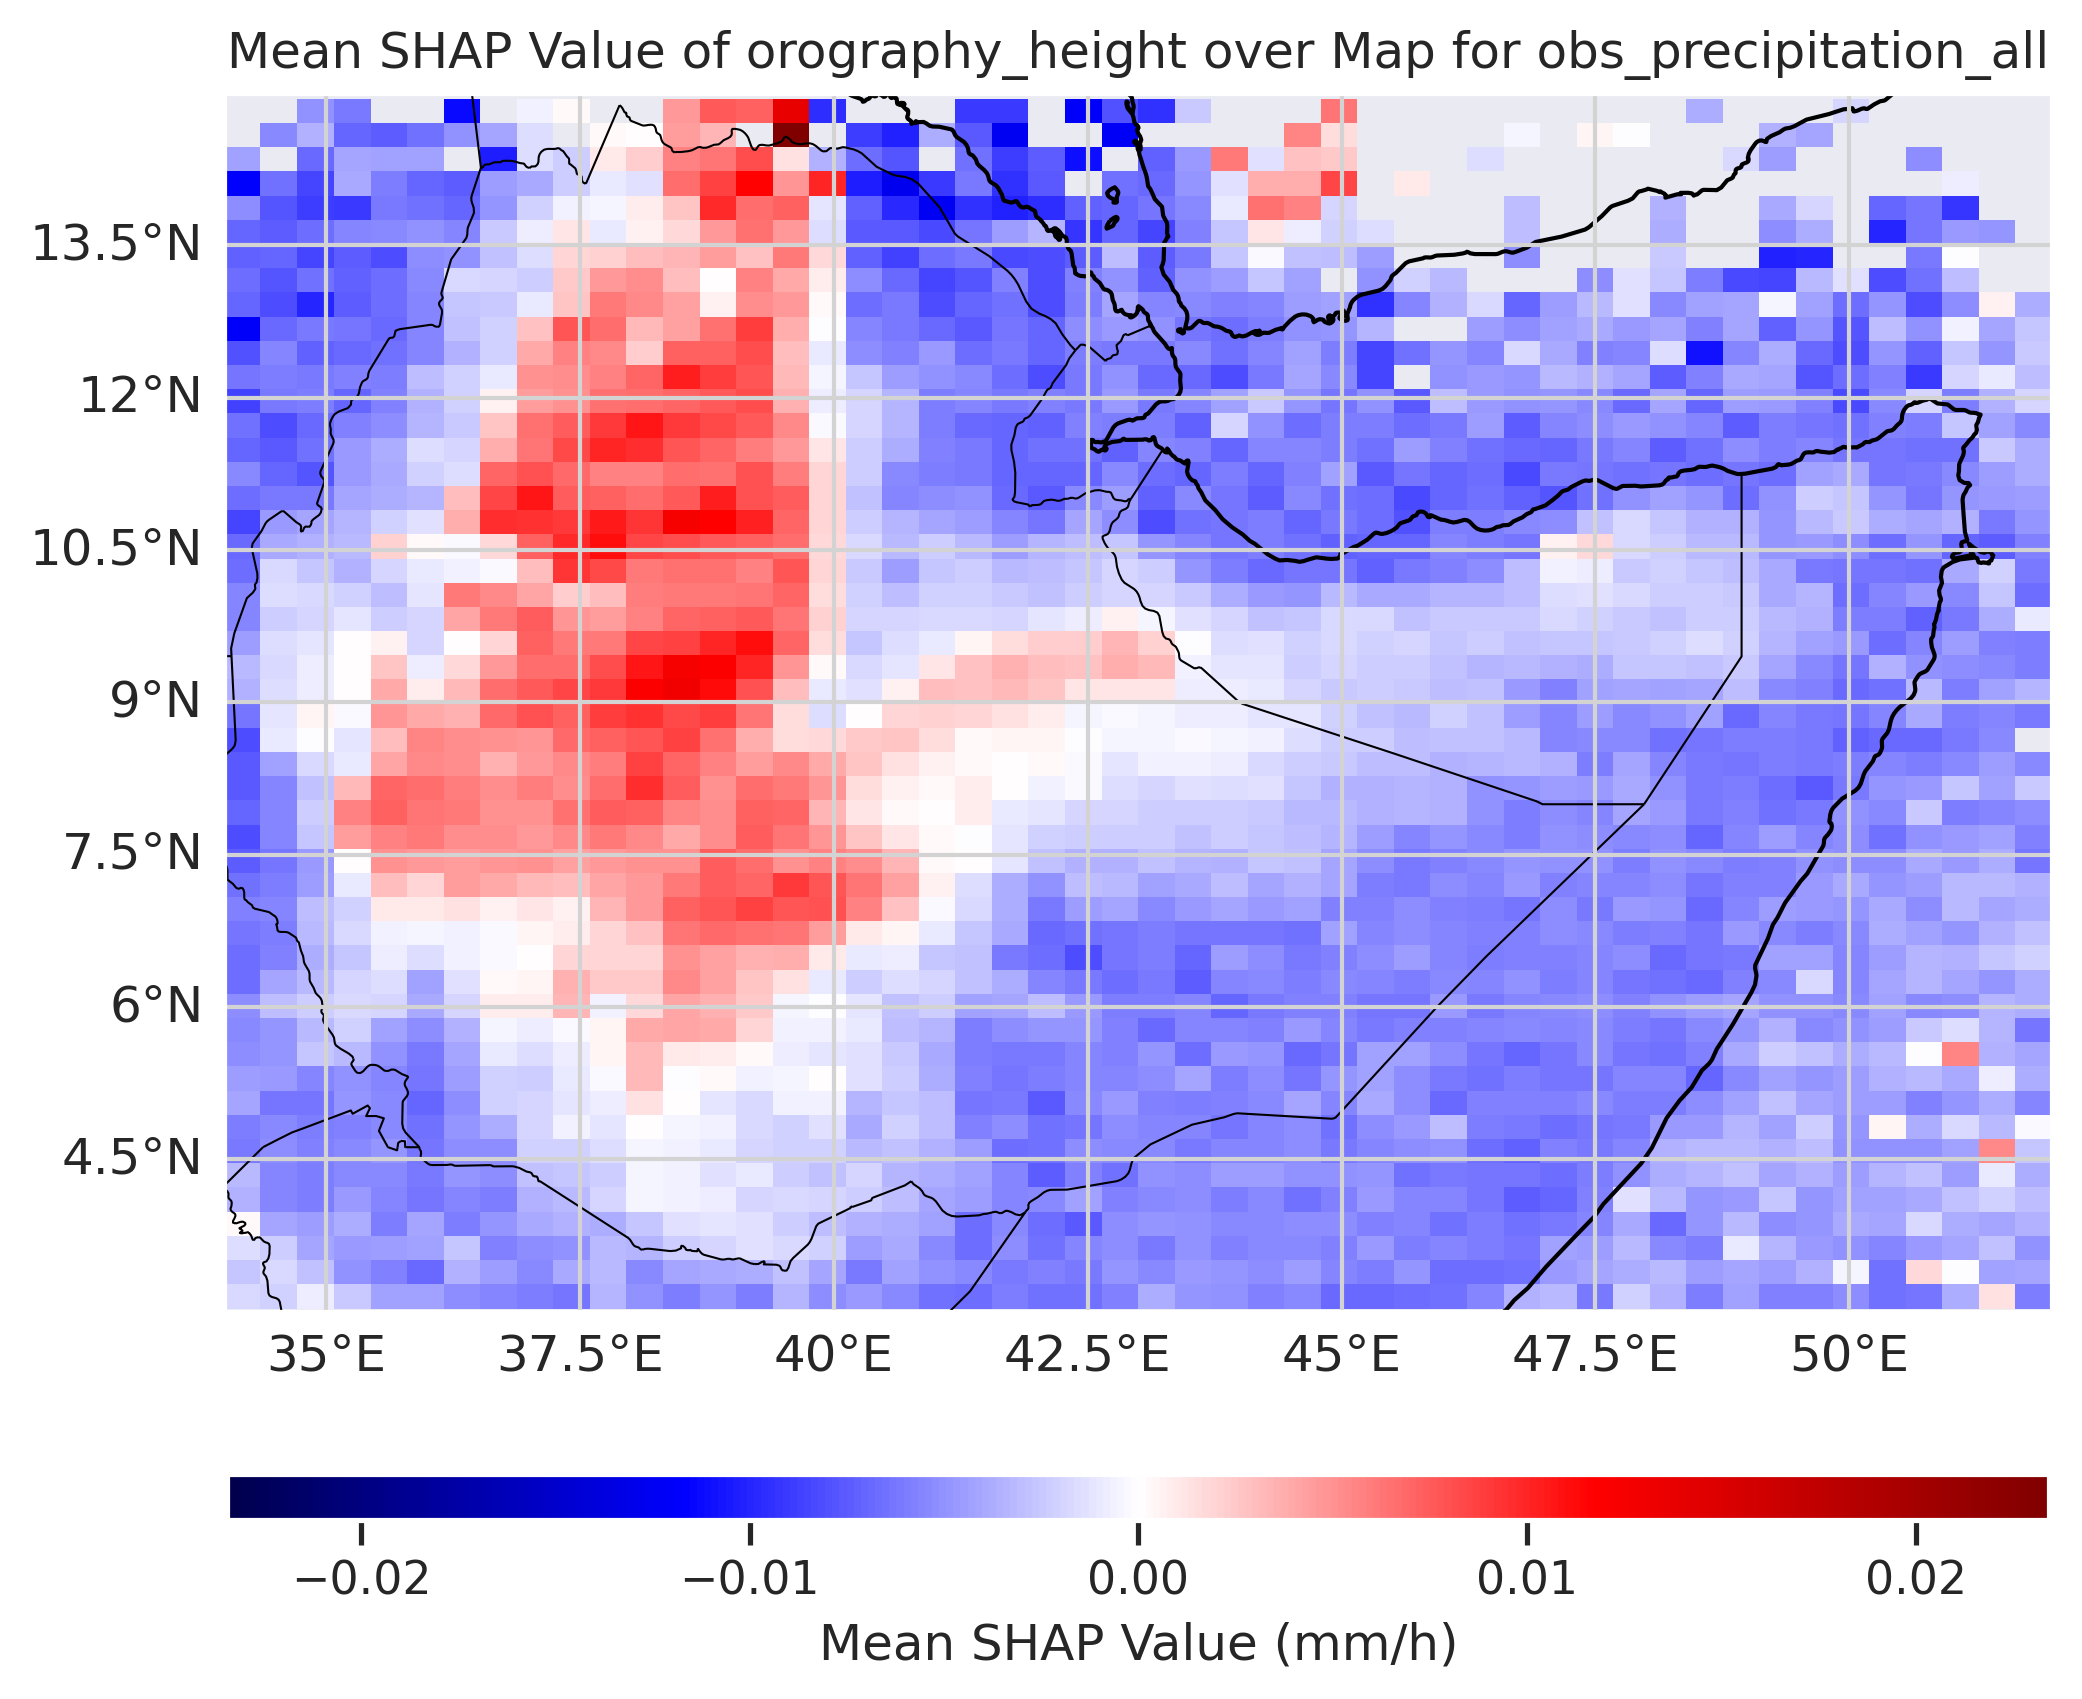 Mean SHAP Value of orography_height over Map for obs_precipitation_all
13.5°N
12°N
10.5°N
9°N
7.5°N
6°N
4.5°N
35°E 37.5°E 40°E 42.5°E 45°E 47.5°E 50°E
−0.02 −0.01 0.00 0.01 0.02
Mean SHAP Value (mm/h)